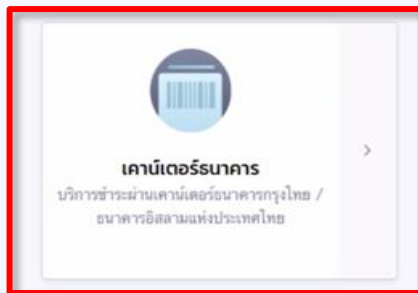 เคาน์เตอร์ธนาคาร
บริการชำระผ่านเคาน์เตอร์ธนาคารกรุงไทย /
ธนาคารอิสลามแห่งประเทศไทย